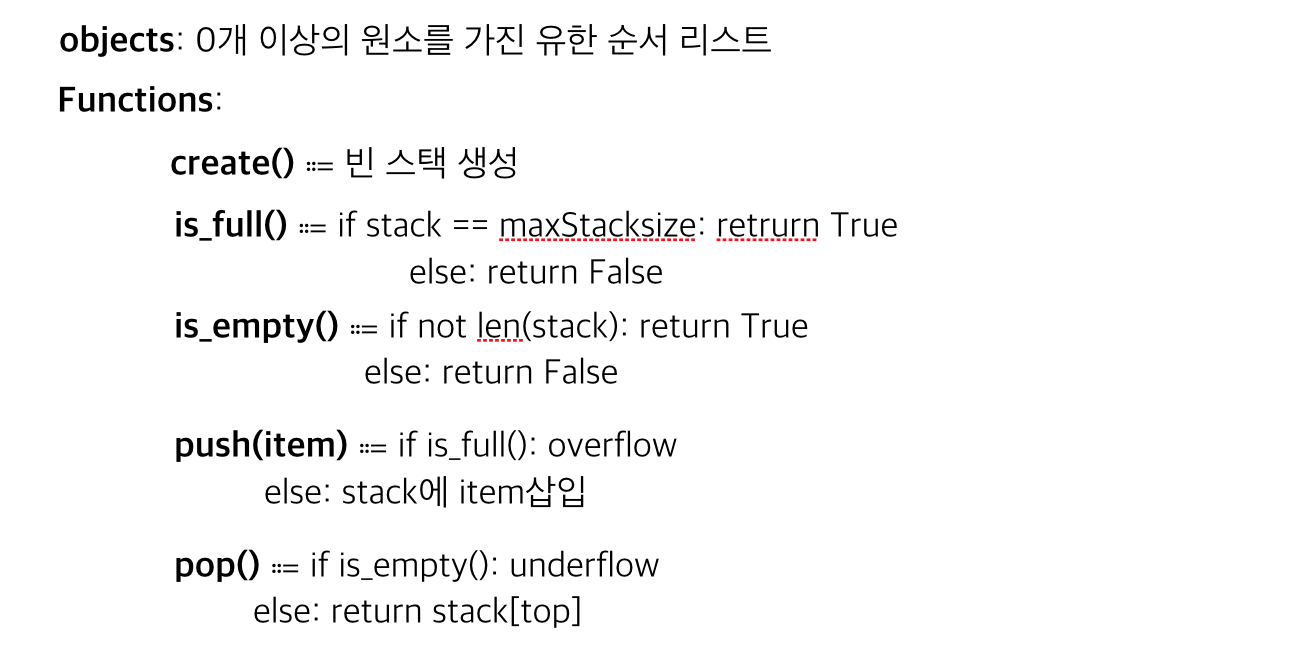 objects: 0개 이상의 원소를 가진 유한 순서 리스트
Functions:
create() ::= 빈 스택 생성
is_full() ::= if stack == maxStacksize: retrurn True
else: return False
is_empty() ::= if not len(stack): return True
else: return False
push(item) ::= if is_full(): overflow
else: stack에 item삽입
pop() ::= if is_empty(): underflow
else: return stack[top]